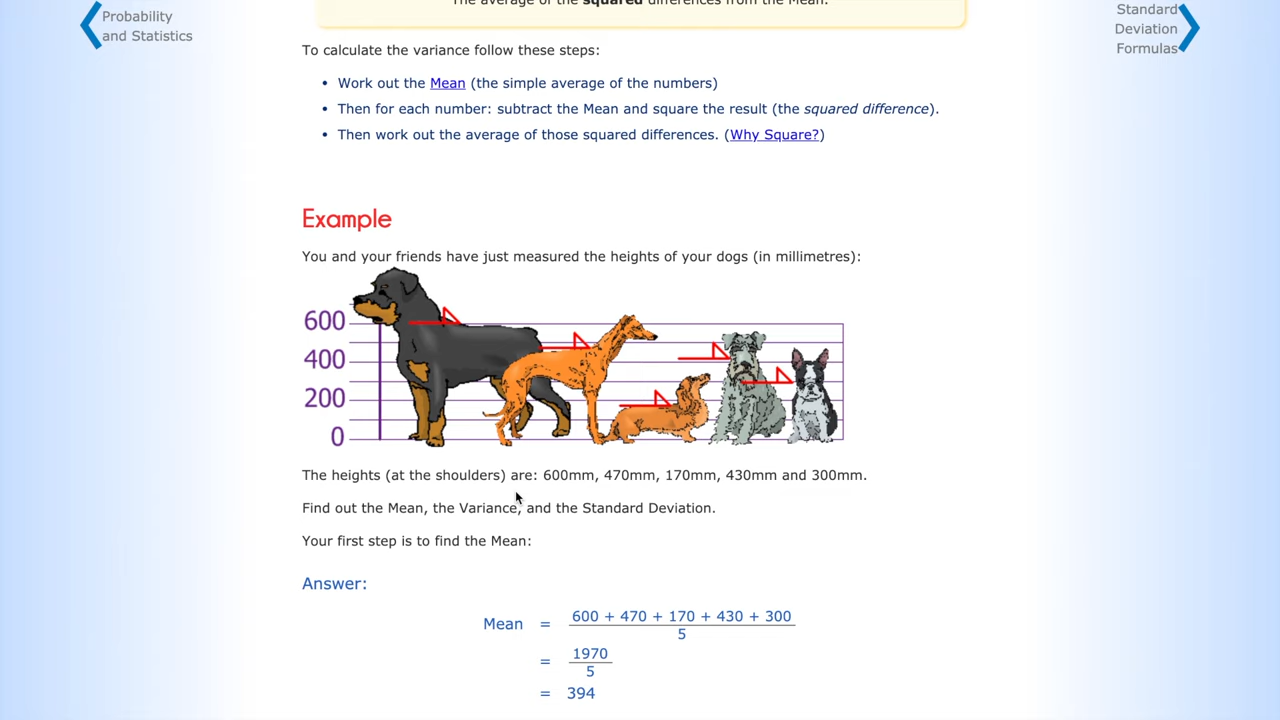 Probability
and Statistics
Standard
Deviation
Formulas
The average of the squared differences from the Mean.
To calculate the variance follow these steps:
• Work out the Mean (the simple average of the numbers)
• Then for each number: subtract the Mean and square the result (the squared difference).
• Then work out the average of those squared differences. (Why Square?)
Example
You and your friends have just measured the heights of your dogs (in millimetres):
600
400
200
0
The heights (at the shoulders) are: 600mm, 470mm, 170mm, 430mm and 300mm.
Find out the Mean, the Variance, and the Standard Deviation.
Your first step is to find the Mean:
Answer:
Mean = 600 + 470 + 170 + 430 + 300
5
= 1970
5
= 394